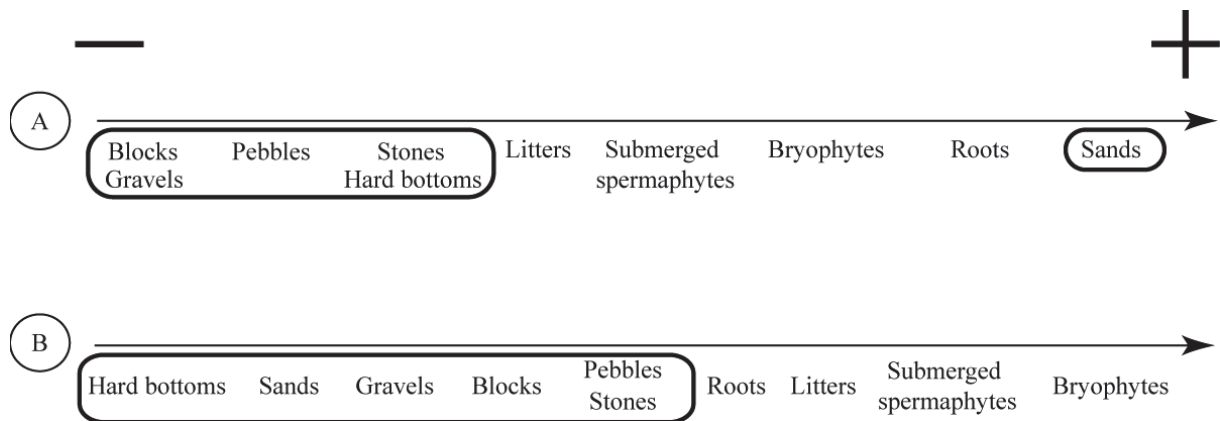 — +
A
Blocks Pebbles Stones Litters Submerged Bryophytes Roots Sands
Gravels Hard bottoms spermaphytes
B
Hard bottoms Sands Gravels Blocks Pebbles Roots Litters Submerged Bryophytes
Stones spermaphytes